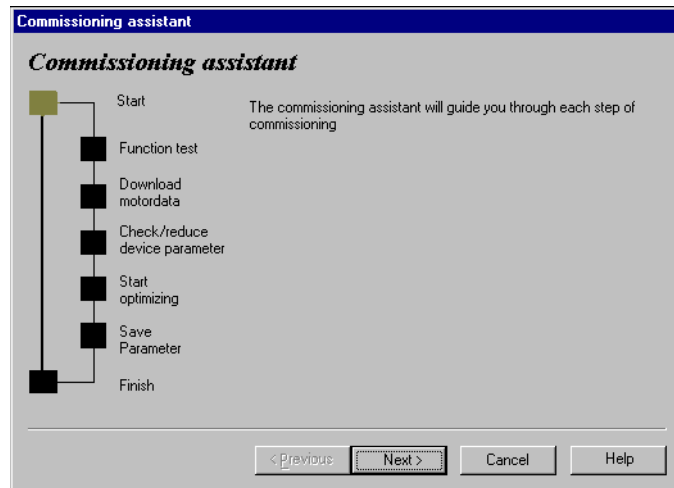 Commissioning assistant
Commissioning assistant
Start
The commissioning assistant will guide you through each step of
commissioning
Function test
Download
motordata
Check/reduce
device parameter
Start
optimizing
Save
Parameter
Finish
< Previous
Next >
Cancel
Help